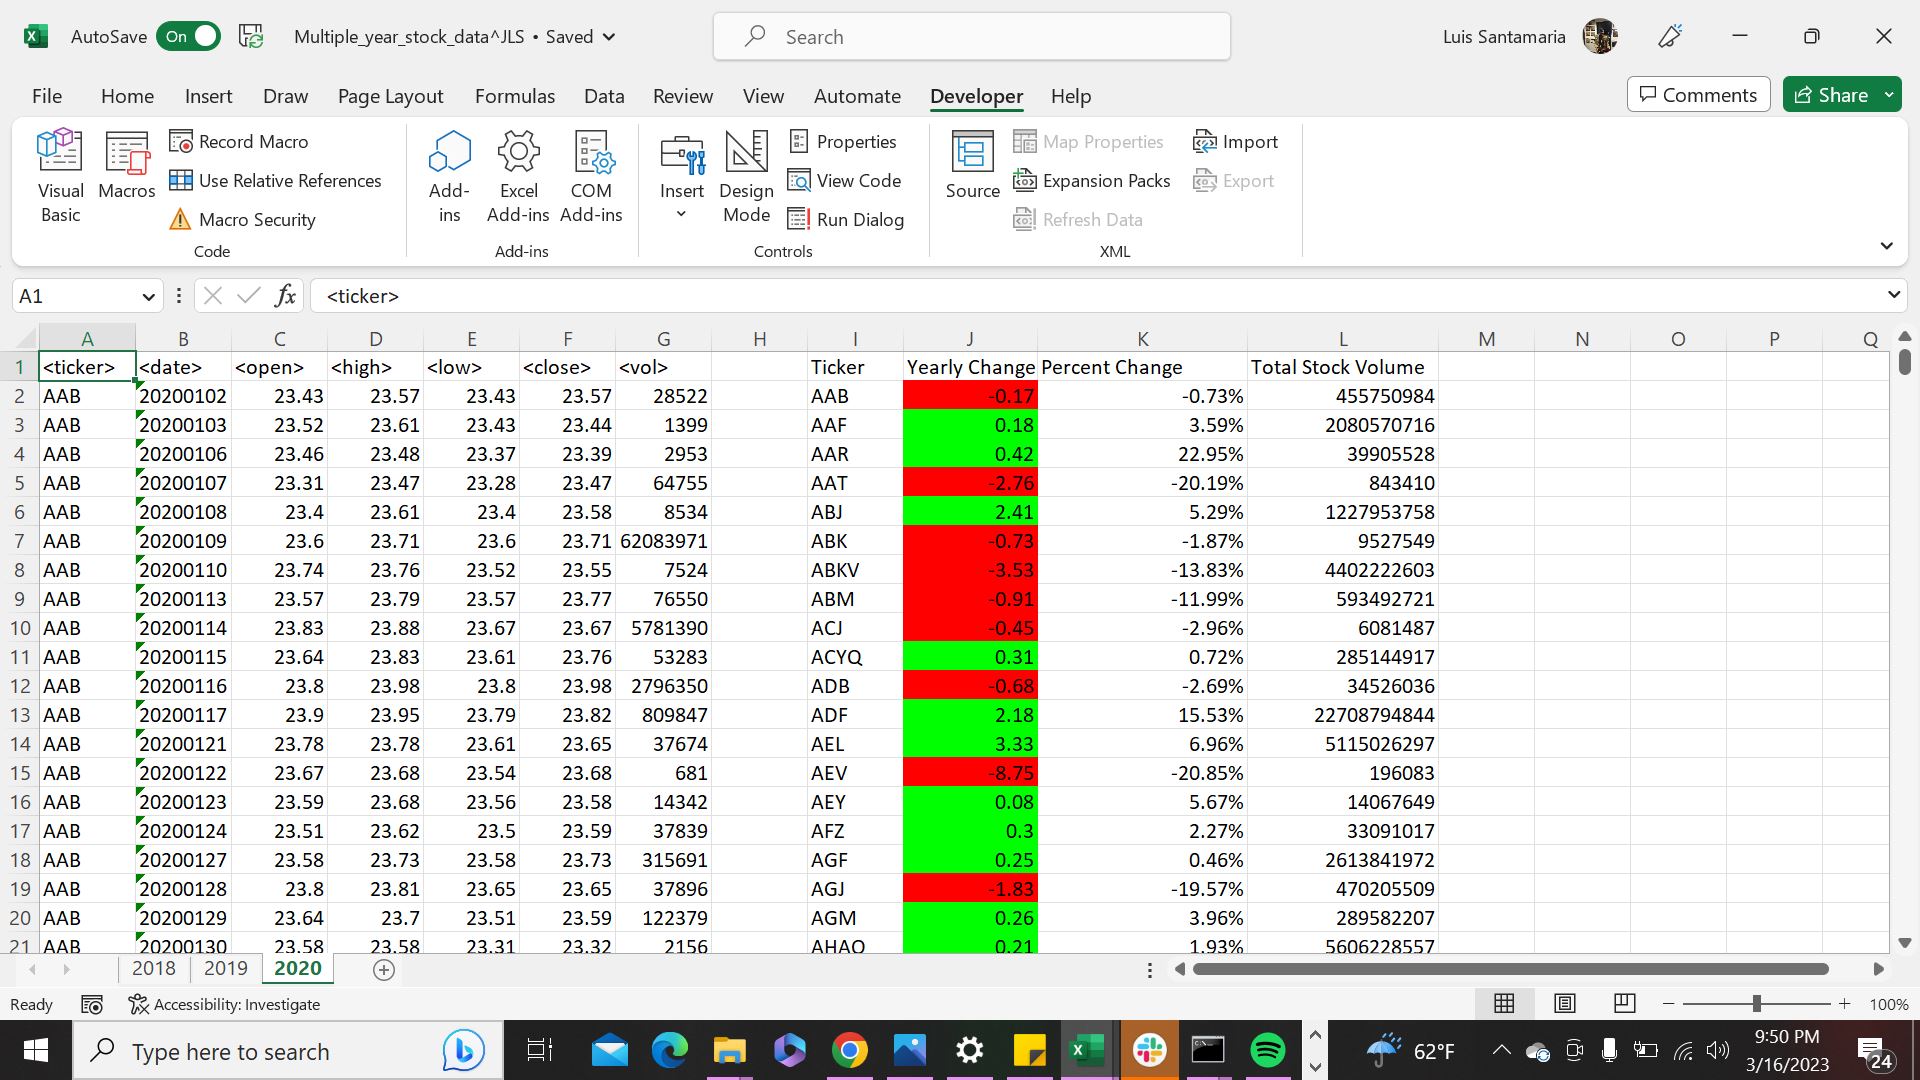 AutoSave On Multiple_year_stock_data^JLS • Saved Search Luis Santamaria
File Home Insert Draw Page Layout Formulas Data Review View Automate Developer Help Comments Share
Visual Basic
Macros
Record Macro
Use Relative References
Macro Security
Code
Add-ins
Excel Add-ins
COM Add-ins
Add-ins
Insert
Design Mode
Properties
View Code
Run Dialog
Controls
Source
Map Properties
Expansion Packs
Refresh Data
Import
Export
XML
A1 fx <ticker>
A B C D E F G H I J K L M N O P Q
1 <ticker> <date> <open> <high> <low> <close> <vol> Ticker Yearly Change Percent Change Total Stock Volume
2 AAB 20200102 23.43 23.57 23.43 23.57 28522 AAB -0.17 -0.73% 455750984
3 AAB 20200103 23.52 23.61 23.43 23.44 1399 AAF 0.18 3.59% 2080570716
4 AAB 20200106 23.46 23.48 23.37 23.39 2953 AAR 0.42 22.95% 39905528
5 AAB 20200107 23.31 23.47 23.28 23.47 64755 AAT -2.76 -20.19% 843410
6 AAB 20200108 23.4 23.61 23.4 23.58 8534 ABJ 2.41 5.29% 1227953758
7 AAB 20200109 23.6 23.71 23.6 23.71 62083971 ABK -0.73 -1.87% 9527549
8 AAB 20200110 23.74 23.76 23.52 23.55 7524 ABKV -3.53 -13.83% 4402222603
9 AAB 20200113 23.57 23.79 23.57 23.77 76550 ABM -0.91 -11.99% 593492721
10 AAB 20200114 23.83 23.88 23.67 23.67 5781390 ACJ -0.45 -2.96% 6081487
11 AAB 20200115 23.64 23.83 23.61 23.76 53283 ACYQ 0.31 0.72% 285144917
12 AAB 20200116 23.8 23.98 23.8 23.98 2796350 ADB -0.68 -2.69% 34526036
13 AAB 20200117 23.9 23.95 23.79 23.82 809847 ADF 2.18 15.53% 22708794844
14 AAB 20200121 23.78 23.78 23.61 23.65 37674 AEL 3.33 6.96% 5115026297
15 AAB 20200122 23.67 23.68 23.54 23.68 681 AEV -8.75 -20.85% 196083
16 AAB 20200123 23.59 23.68 23.56 23.58 14342 AEY 0.08 5.67% 14067649
17 AAB 20200124 23.51 23.62 23.5 23.59 37839 AFZ 0.3 2.27% 33091017
18 AAB 20200127 23.58 23.73 23.58 23.73 315691 AGF 0.25 0.46% 2613841972
19 AAB 20200128 23.8 23.81 23.65 23.65 37896 AGJ -1.83 -19.57% 470205509
20 AAB 20200129 23.64 23.7 23.51 23.59 122379 AGM 0.26 3.96% 289582207
21 AAB 20200130 23.58 23.58 23.31 23.32 2156 AHAO 0.21 1.93% 5606228557
2018 2019 2020
Ready Accessibility: Investigate 100%
Type here to search 62°F 9:50 PM
3/16/2023 24